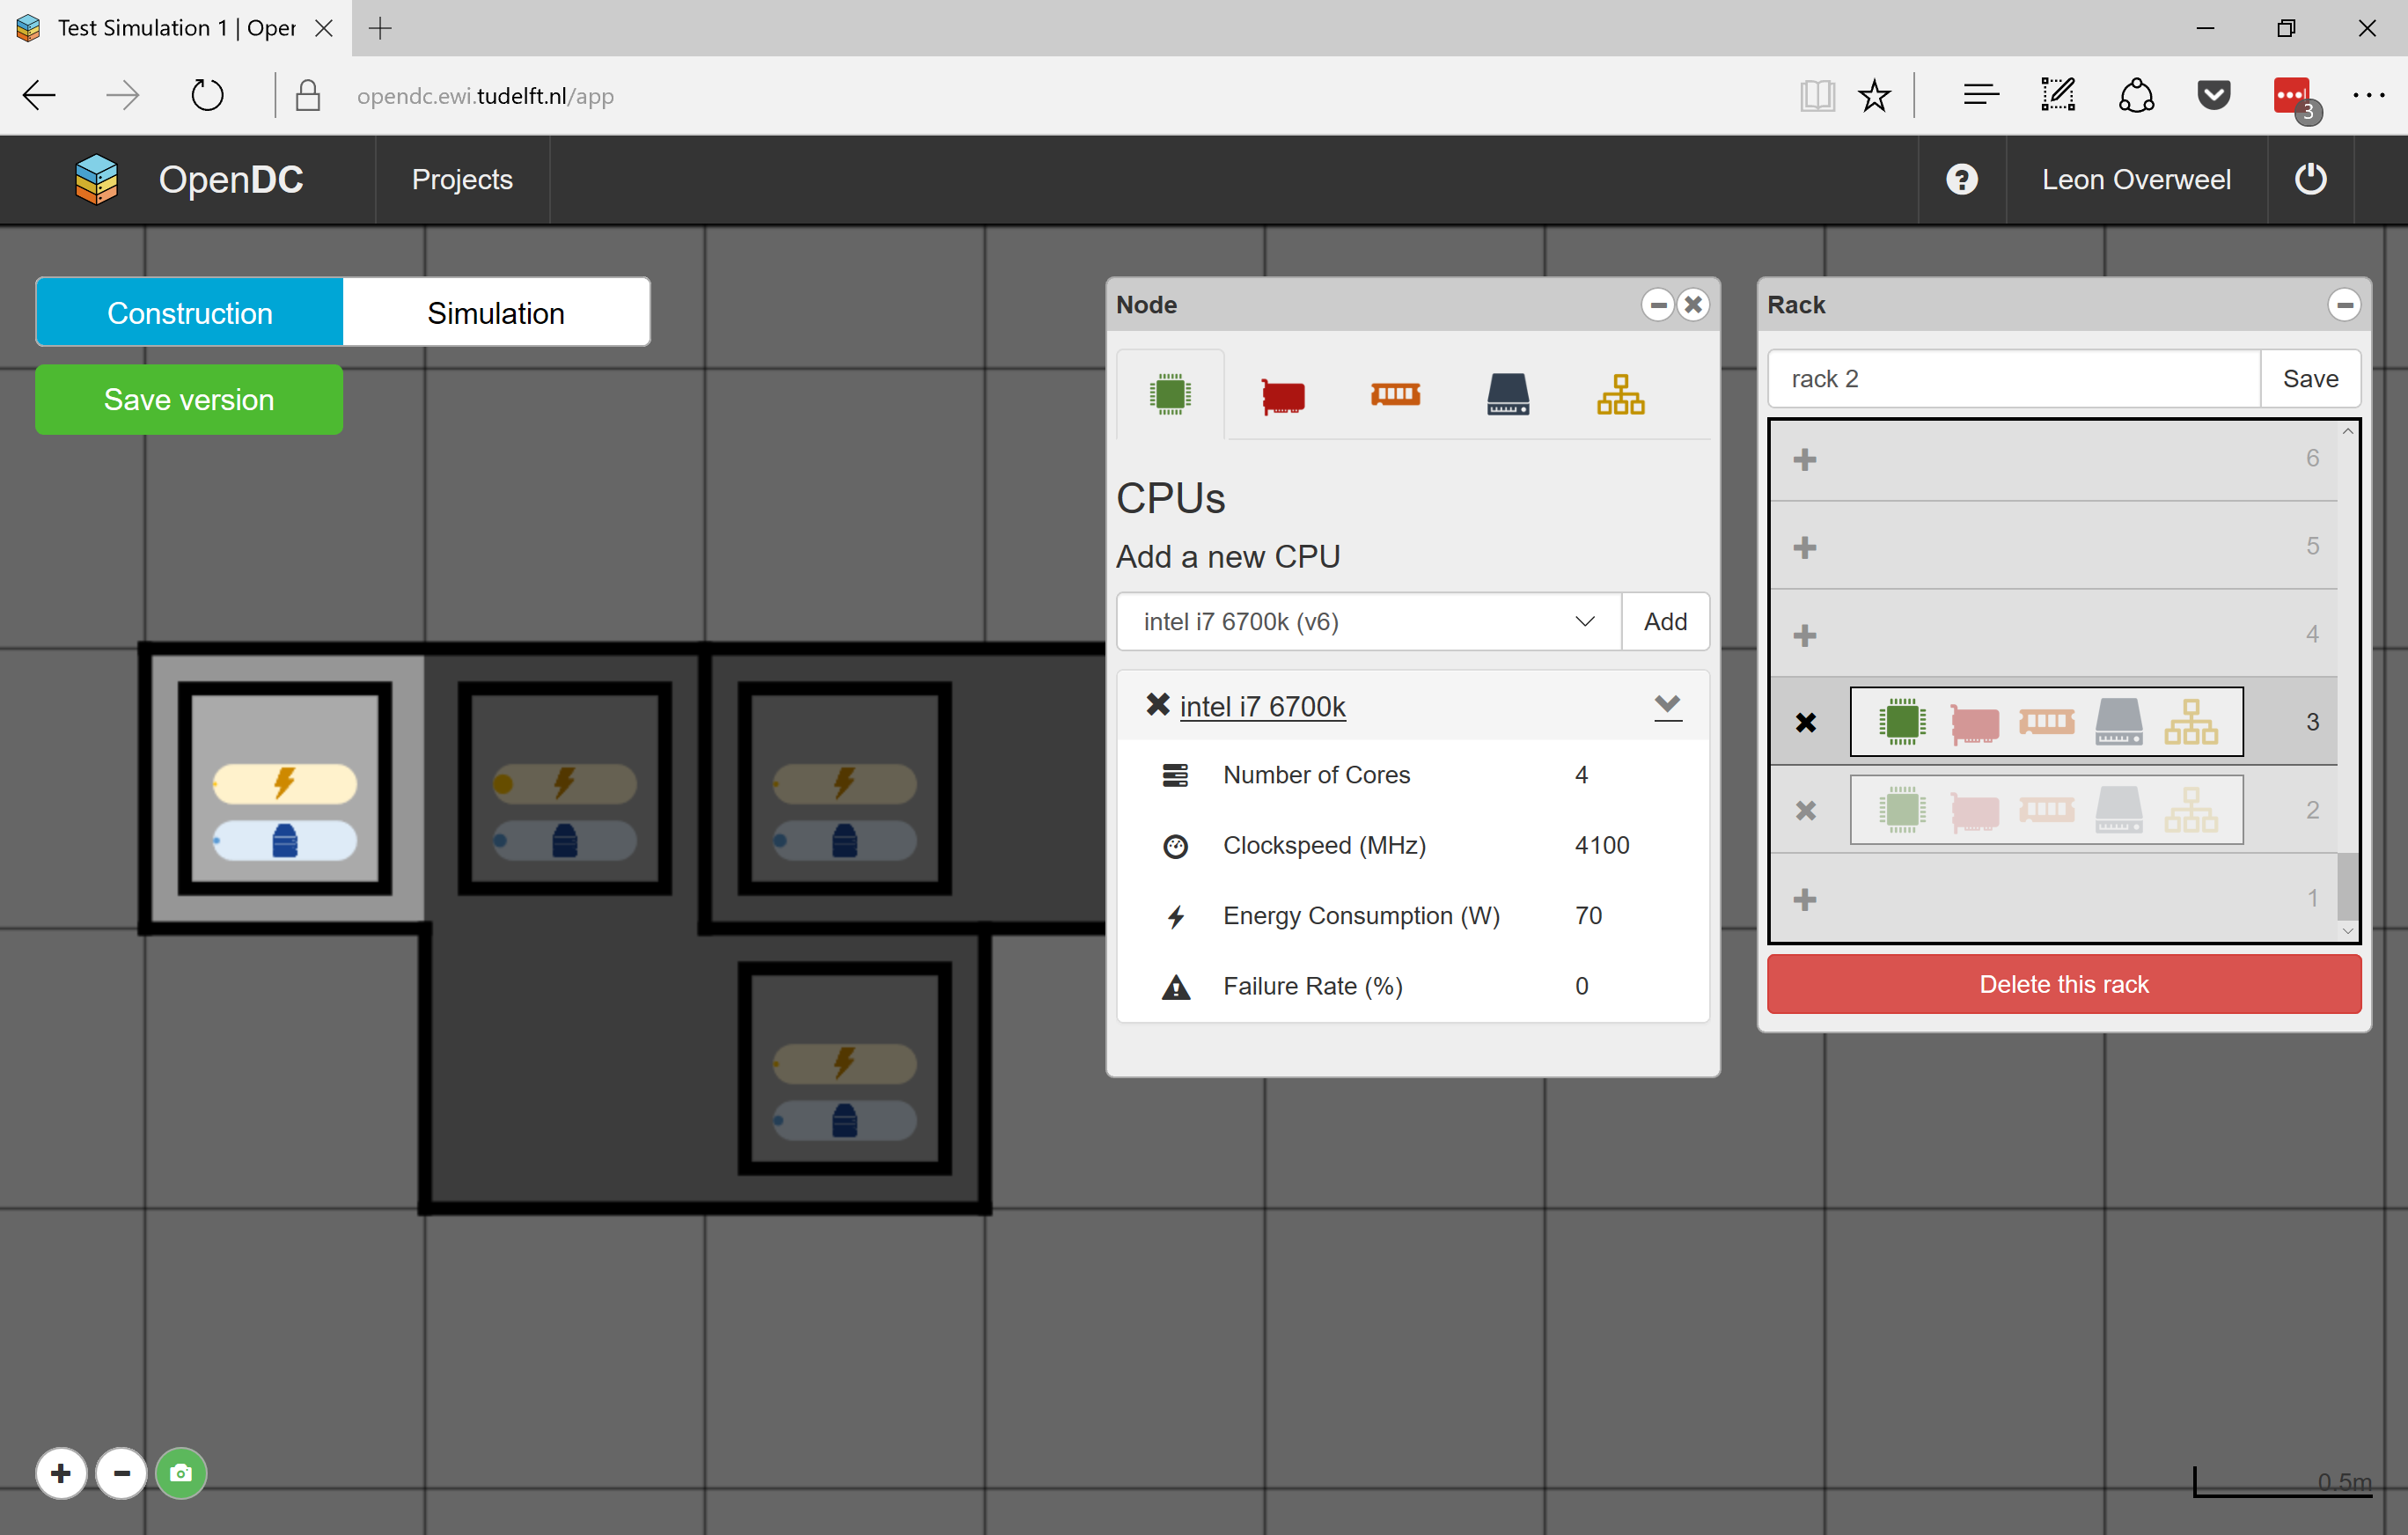 Test Simulation 1 | Oper
opendc.ewi.tudelft.nl/app
3
OpenDC
Projects
?
Leon Overweel
Construction
Simulation
Save version
Node
CPUs
Add a new CPU
intel i7 6700k (v6)
Add
intel i7 6700k
Number of Cores 4
Clockspeed (MHz) 4100
Energy Consumption (W) 70
Failure Rate (%) 0
Rack
rack 2
Save
6
5
4
3
2
1
Delete this rack
0.5m